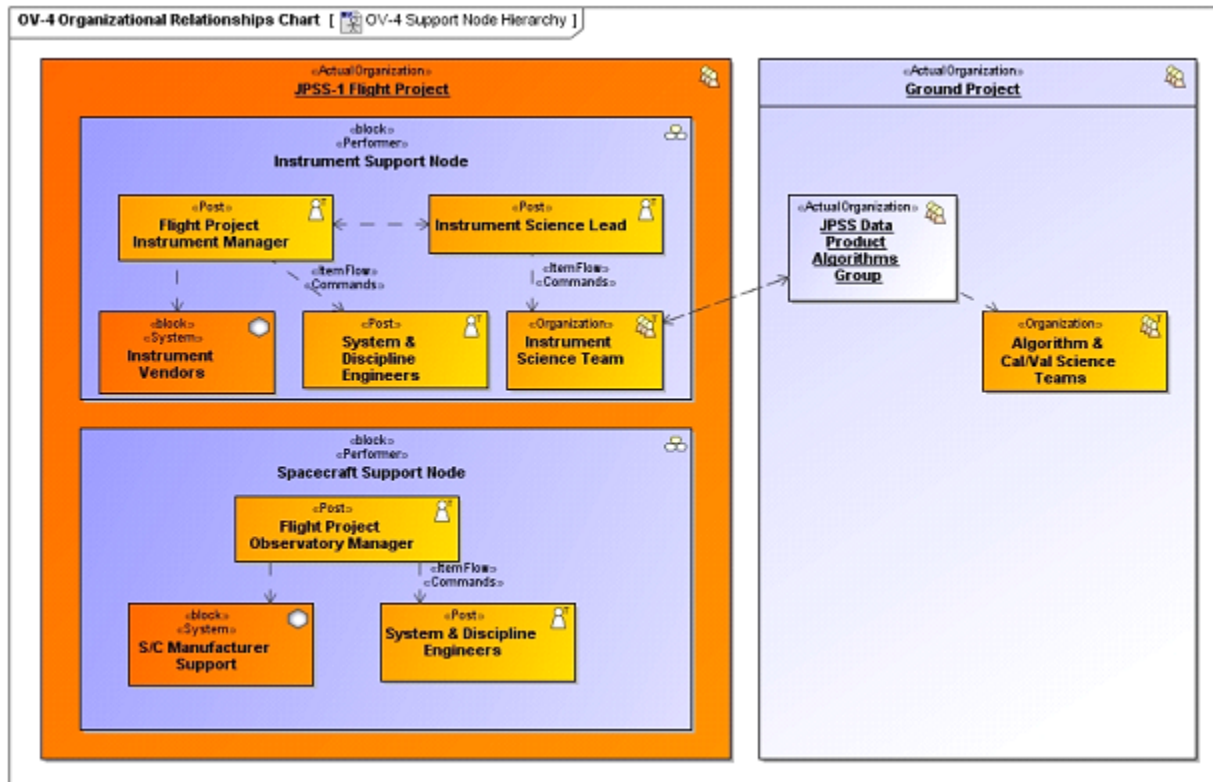 OV-4 Organizational Relationships Chart [ OV-4 Support Node Hierarchy ]
«ActualOrganization»
JPSS-1 Flight Project
«block»
«Performer»
Instrument Support Node
«Post»
Flight Project
Instrument Manager
«Post»
Instrument Science Lead
«ItemFlow»
«Commands»
«ItemFlow»
«Commands»
«block»
«System»
Instrument
Vendors
«Post»
System &
Discipline
Engineers
«Organization»
Instrument
Science Team
«block»
«Performer»
Spacecraft Support Node
«Post»
Flight Project
Observatory Manager
«ItemFlow»
«Commands»
«block»
«System»
S/C Manufacturer
Support
«Post»
System & Discipline
Engineers
«ActualOrganization»
Ground Project
«ActualOrganization»
JPSS Data
Product
Algorithms
Group
«Organization»
Algorithm &
Cal/Val Science
Teams